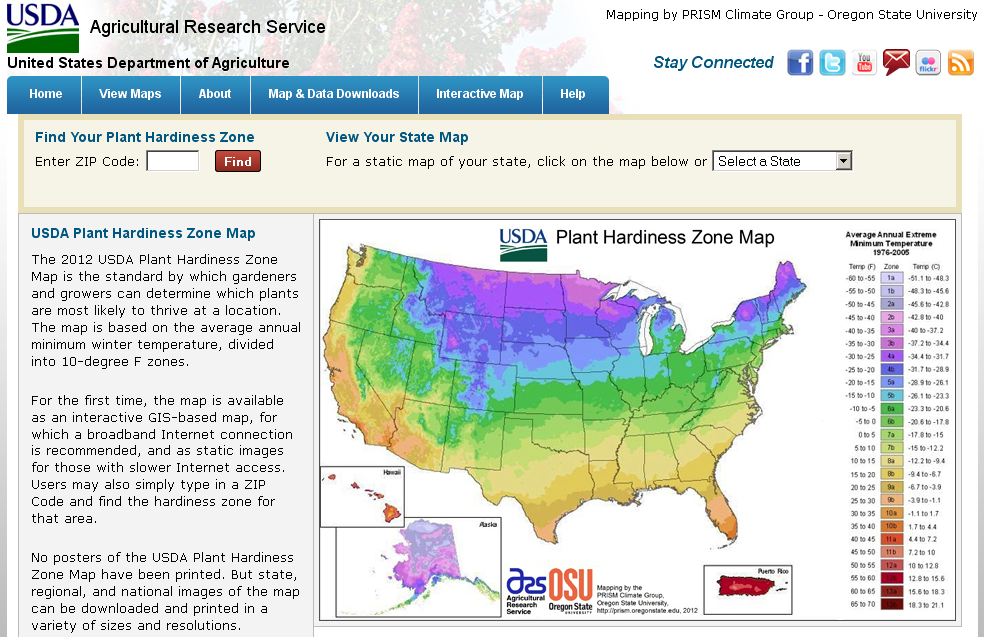 USDA
Agricultural Research Service
Mapping by PRISM Climate Group - Oregon State University
United States Department of Agriculture
Stay Connected
f
t
You Tube
flickr
Home
View Maps
About
Map & Data Downloads
Interactive Map
Help
Find Your Plant Hardiness Zone
Enter ZIP Code:
Find
View Your State Map
For a static map of your state, click on the map below or
Select a State
USDA Plant Hardiness Zone Map
The 2012 USDA Plant Hardiness Zone
Map is the standard by which gardeners
and growers can determine which plants
are most likely to thrive at a location.
The map is based on the average annual
minimum winter temperature, divided
into 10-degree F zones.
For the first time, the map is available
as an interactive GIS-based map, for
which a broadband Internet connection
is recommended, and as static images
for those with slower Internet access.
Users may also simply type in a ZIP
Code and find the hardiness zone for
that area.
No posters of the USDA Plant Hardiness
Zone Map have been printed. But state,
regional, and national images of the map
can be downloaded and printed in a
variety of sizes and resolutions.
USDA Plant Hardiness Zone Map
Average Annual Extreme
Minimum Temperature
1976-2005
Temp (F) Zone Temp (C)
-60 to -55 1a -51.1 to -48.3
-55 to -50 1b -48.3 to -45.6
-50 to -45 2a -45.6 to -42.8
-45 to -40 2b -42.8 to -40
-40 to -35 3a -40 to -37.2
-35 to -30 3b -37.2 to -34.4
-30 to -25 4a -34.4 to -31.7
-25 to -20 4b -31.7 to -28.9
-20 to -15 5a -28.9 to -26.1
-15 to -10 5b -26.1 to -23.3
-10 to -5 6a -23.3 to -20.6
-5 to 0 6b -20.6 to -17.8
0 to 5 7a -17.8 to -15
5 to 10 7b -15 to -12.2
10 to 15 8a -12.2 to -9.4
15 to 20 8b -9.4 to -6.7
20 to 25 9a -6.7 to -3.9
25 to 30 9b -3.9 to -1.1
30 to 35 10a -1.1 to 1.7
35 to 40 10b 1.7 to 4.4
40 to 45 11a 4.4 to 7.2
45 to 50 11b 7.2 to 10
50 to 55 12a 10 to 12.8
55 to 60 12.8 to 15.6
60 to 65 15.6 to 18.3
65 to 70 18.3 to 21.1
Hawaii
Alaska
Puerto Rico
ars
Agricultural
Research
Service
OSU
Oregon State
UNIVERSITY
Mapping by the
PRISM Climate Group,
Oregon State University,
http://prism.oregonstate.edu, 2012